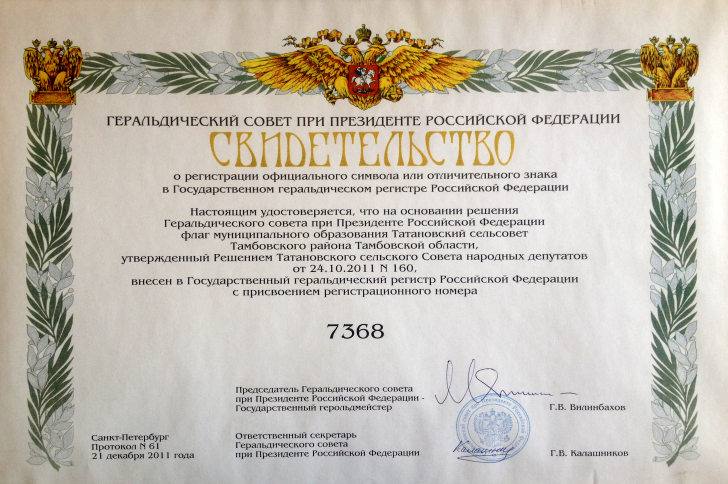 ГЕРАЛЬДИЧЕСКИЙ СОВЕТ ПРИ ПРЕЗИДЕНТЕ РОССИЙСКОЙ ФЕДЕРАЦИИ
СВИДЕТЕЛЬСТВО
о регистрации официального символа или отличительного знака
в Государственном геральдическом регистре Российской Федерации
Настоящим удостоверяется, что на основании решения
Геральдического совета при Президенте Российской Федерации
флаг муниципального образования Татановский сельсовет
Тамбовского района Тамбовской области,
утвержденный Решением Татановского сельского Совета народных депутатов
от 24.10.2011 N 160,
внесен в Государственный геральдический регистр Российской Федерации
с присвоением регистрационного номера
7368
Председатель Геральдического совета
при Президенте Российской Федерации -
Государственный герольдмейстер
Г.В. Вилинбахов
Санкт-Петербург
Протокол N 61
21 декабря 2011 года
Ответственный секретарь
Геральдического совета
при Президенте Российской Федерации
Г.В. Калашников